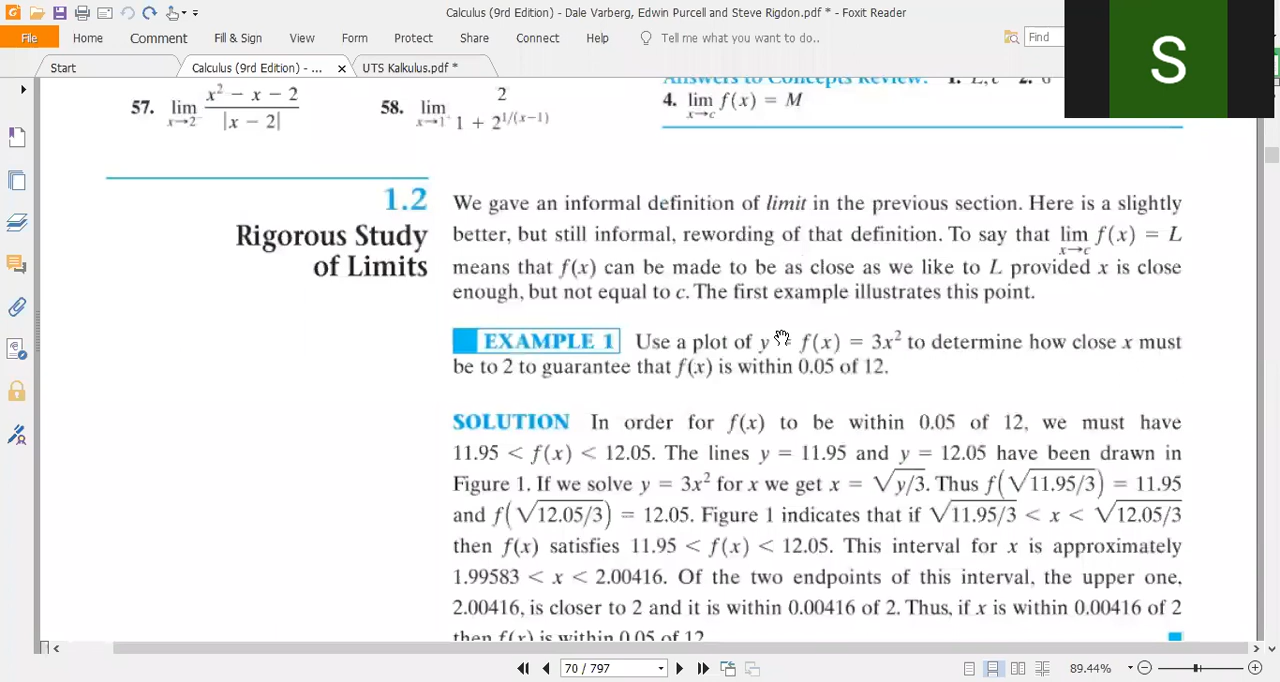 Calculus (9rd Edition) - Dale Varberg, Edwin Purcell and Steve Rigdon.pdf * - Foxit Reader
File Home Comment Fill & Sign View Form Protect Share Connect Help Tell me what you want to do.. Find
Start Calculus (9rd Edition) - ... x UTS Kalkulus.pdf *
S
Answers to Concepts Review: 1. L; c 2. 6
57. lim x→2⁻ (x² − x − 2)/|x − 2| 58. lim x→1⁺ 2/(1 + 2^{1/(x−1)}) 4. lim x→c f(x) = M
1.2
Rigorous Study
of Limits
We gave an informal definition of limit in the previous section. Here is a slightly
better, but still informal, rewording of that definition. To say that lim x→c f(x) = L
means that f(x) can be made to be as close as we like to L provided x is close
enough, but not equal to c. The first example illustrates this point.
EXAMPLE 1 Use a plot of y = f(x) = 3x² to determine how close x must
be to 2 to guarantee that f(x) is within 0.05 of 12.
SOLUTION In order for f(x) to be within 0.05 of 12, we must have
11.95 < f(x) < 12.05. The lines y = 11.95 and y = 12.05 have been drawn in
Figure 1. If we solve y = 3x² for x we get x = √(y/3). Thus f(√(11.95/3)) = 11.95
and f(√(12.05/3)) = 12.05. Figure 1 indicates that if √(11.95/3) < x < √(12.05/3)
then f(x) satisfies 11.95 < f(x) < 12.05. This interval for x is approximately
1.99583 < x < 2.00416. Of the two endpoints of this interval, the upper one,
2.00416, is closer to 2 and it is within 0.00416 of 2. Thus, if x is within 0.00416 of 2
then f(x) is within 0.05 of 12.
70 / 797 89.44%